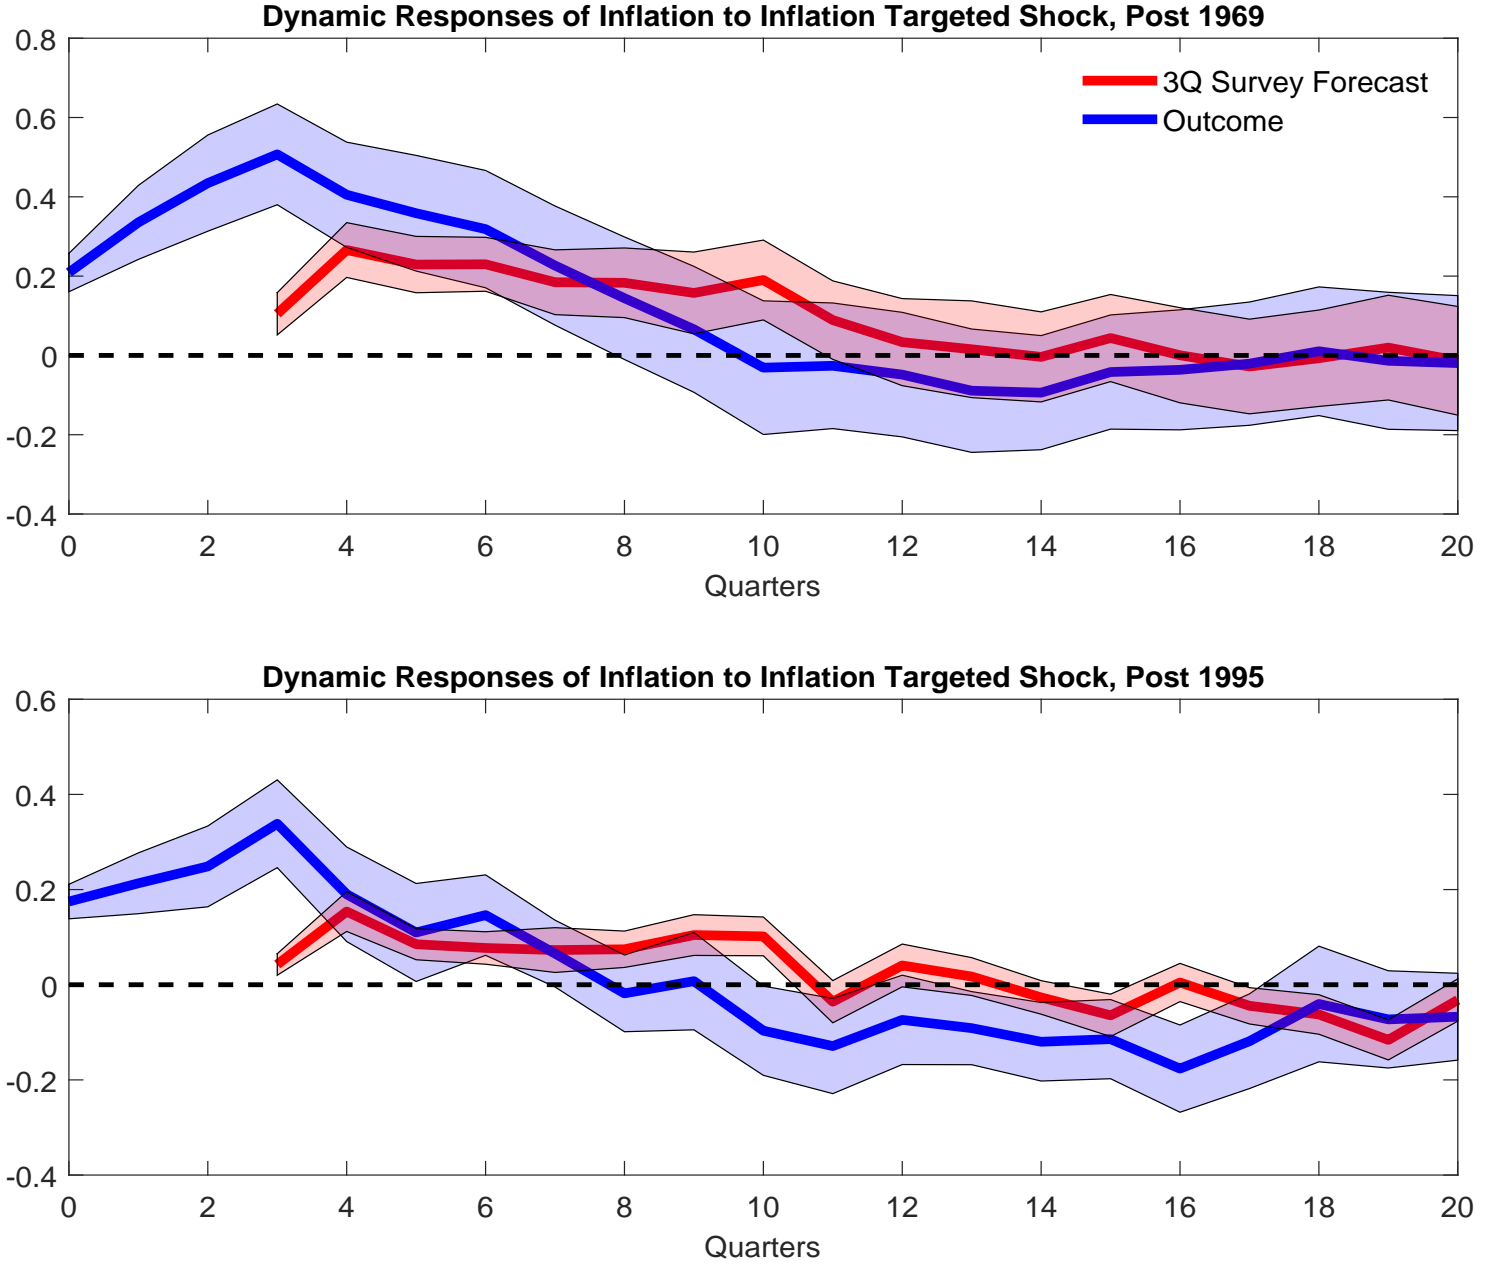 Dynamic Responses of Inflation to Inflation Targeted Shock, Post 1969
0.8
0.6
0.4
0.2
0
-0.2
-0.4
3Q Survey Forecast
Outcome
0 2 4 6 8 10 12 14 16 18 20
Quarters
Dynamic Responses of Inflation to Inflation Targeted Shock, Post 1995
0.6
0.4
0.2
0
-0.2
-0.4
0 2 4 6 8 10 12 14 16 18 20
Quarters